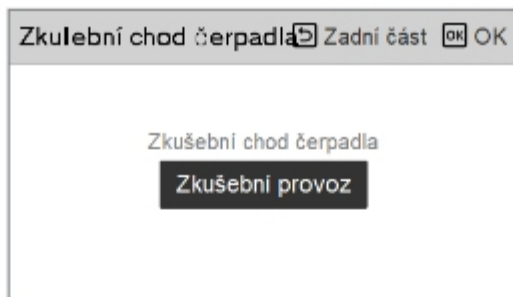 Zkulební chod čerpadla Zadní část OK OK
Zkušební chod čerpadla
Zkušební provoz